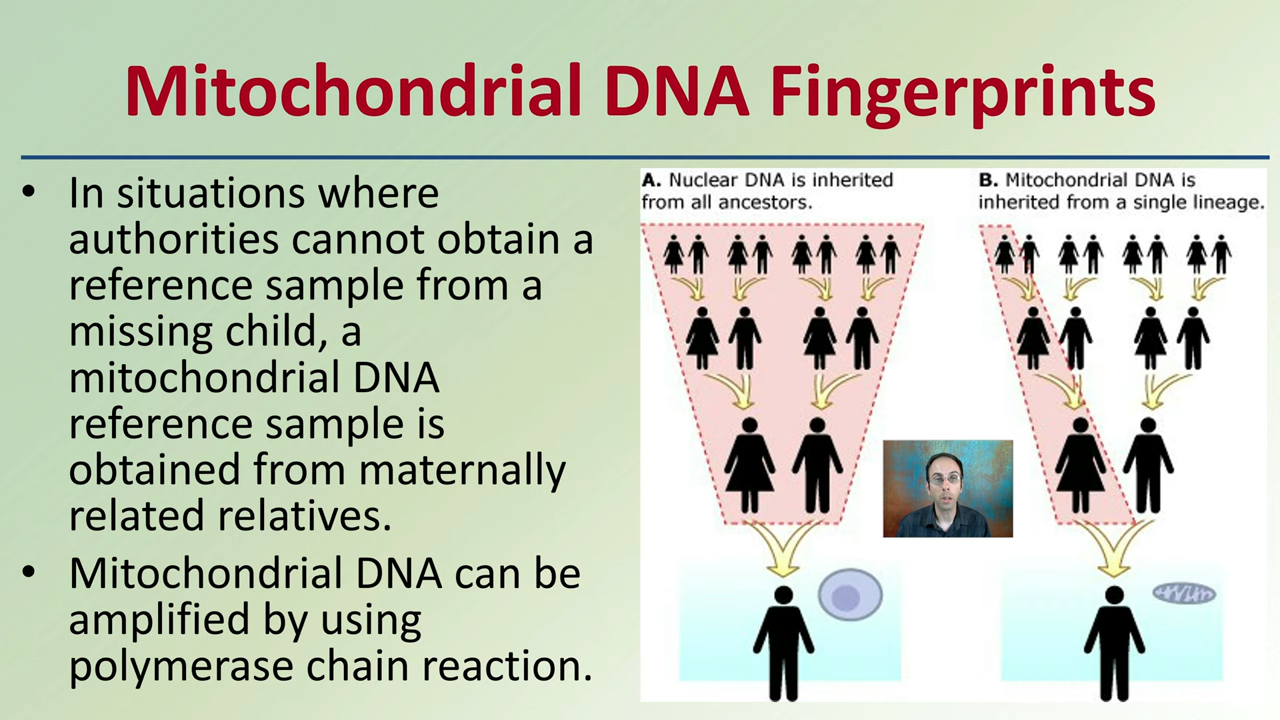 Mitochondrial DNA Fingerprints
• In situations where
authorities cannot obtain a
reference sample from a
missing child, a
mitochondrial DNA
reference sample is
obtained from maternally
related relatives.
• Mitochondrial DNA can be
amplified by using
polymerase chain reaction.
A. Nuclear DNA is inherited
from all ancestors.
B. Mitochondrial DNA is
inherited from a single lineage.